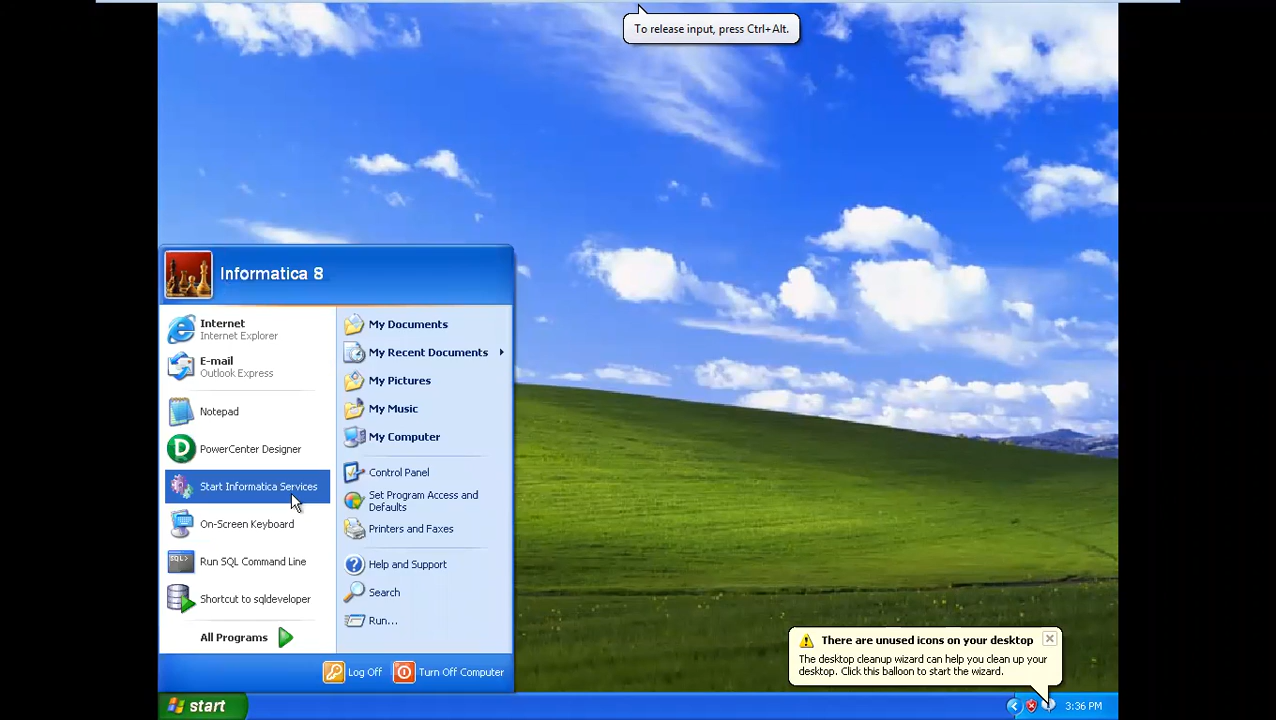 To release input, press Ctrl+Alt.
Informatica 8
Internet
Internet Explorer
E-mail
Outlook Express
Notepad
PowerCenter Designer
Start Informatica Services
On-Screen Keyboard
SQL>
Run SQL Command Line
Shortcut to sqldeveloper
All Programs
My Documents
My Recent Documents
My Pictures
My Music
My Computer
Control Panel
Set Program Access and
Defaults
Printers and Faxes
Help and Support
Search
Run...
Log Off
Turn Off Computer
There are unused icons on your desktop
The desktop cleanup wizard can help you clean up your
desktop. Click this balloon to start the wizard.
start
3:36 PM